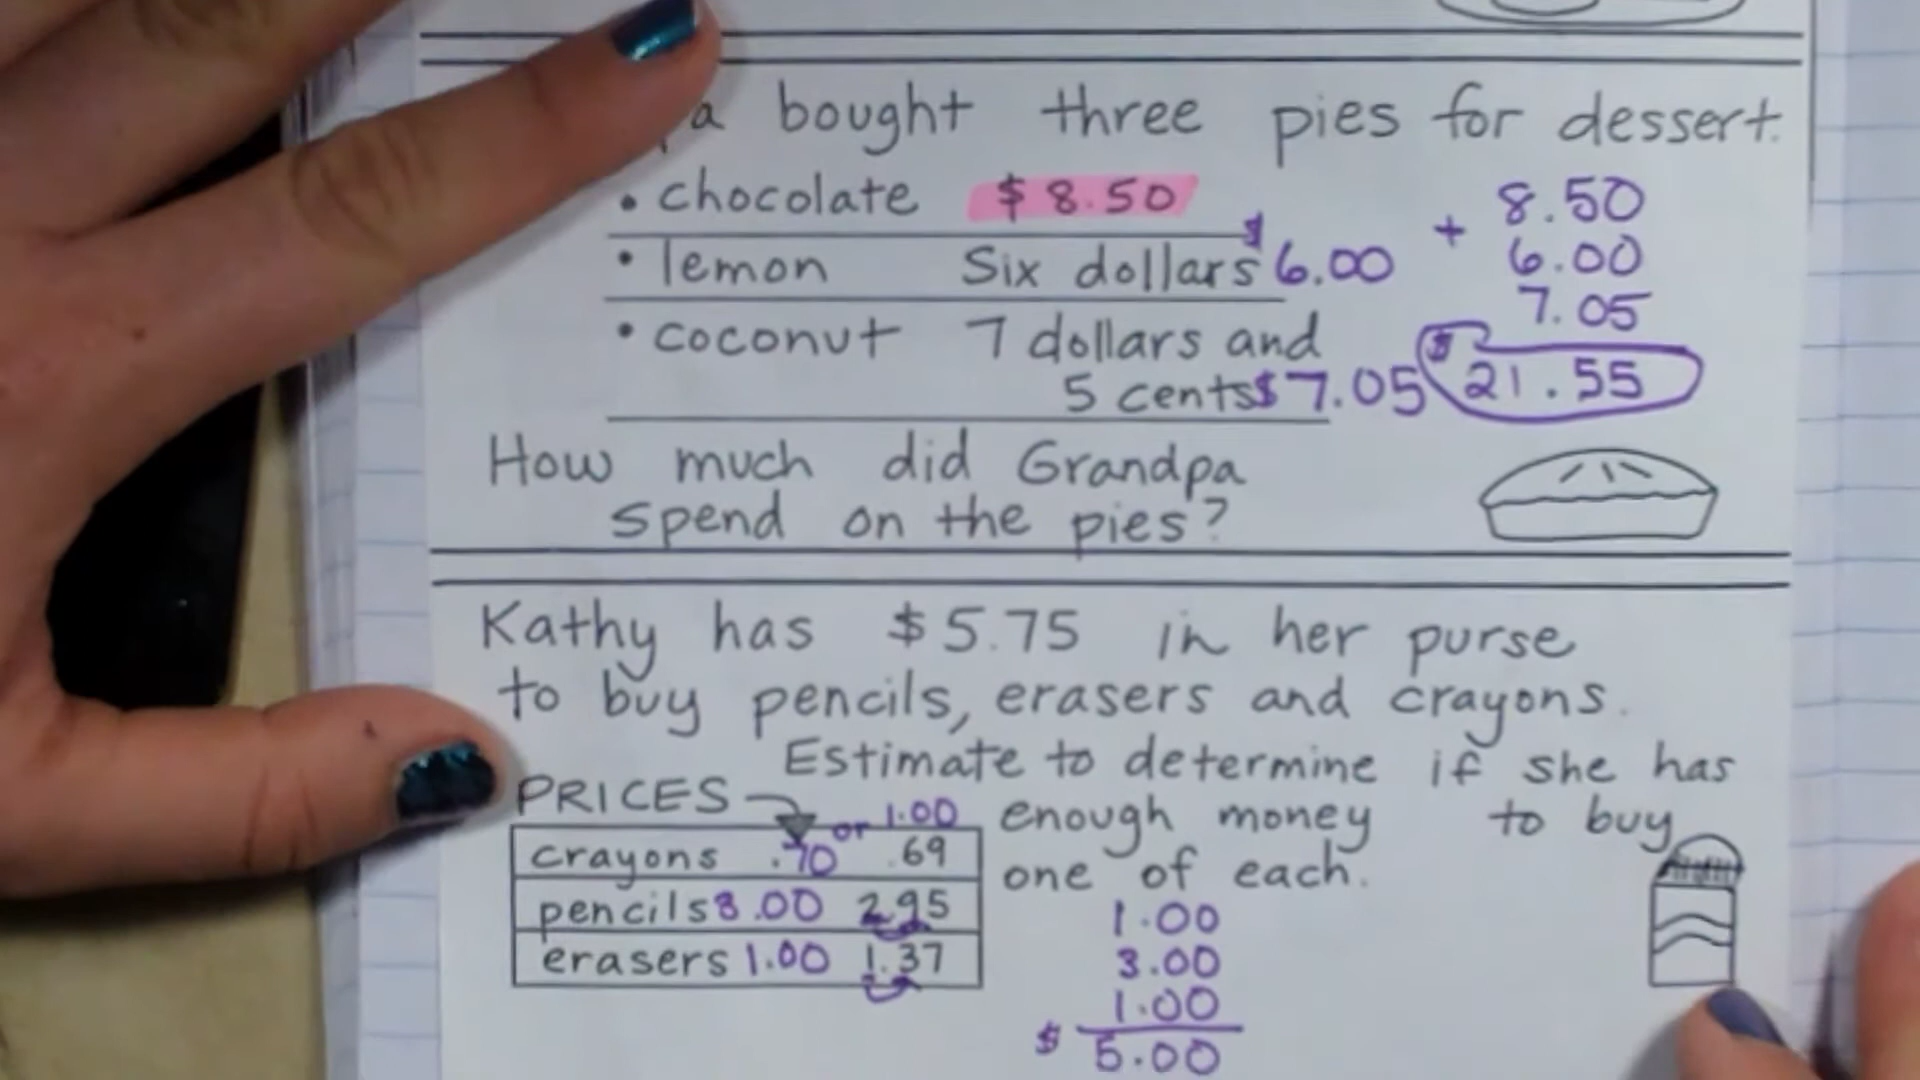 a bought three pies for dessert.
• chocolate $8.50
8.50
• lemon Six dollars $6.00
+ 6.00
• coconut 7 dollars and
7.05
5 cents $7.05
$ 21.55
How much did Grandpa
spend on the pies?
Kathy has $5.75 in her purse
to buy pencils, erasers and crayons.
Estimate to determine if she has
PRICES
or 1.00
enough money to buy
crayons .70 .69
one of each.
pencils 3.00 2.95
1.00
erasers 1.00 1.37
3.00
1.00
$ 5.00